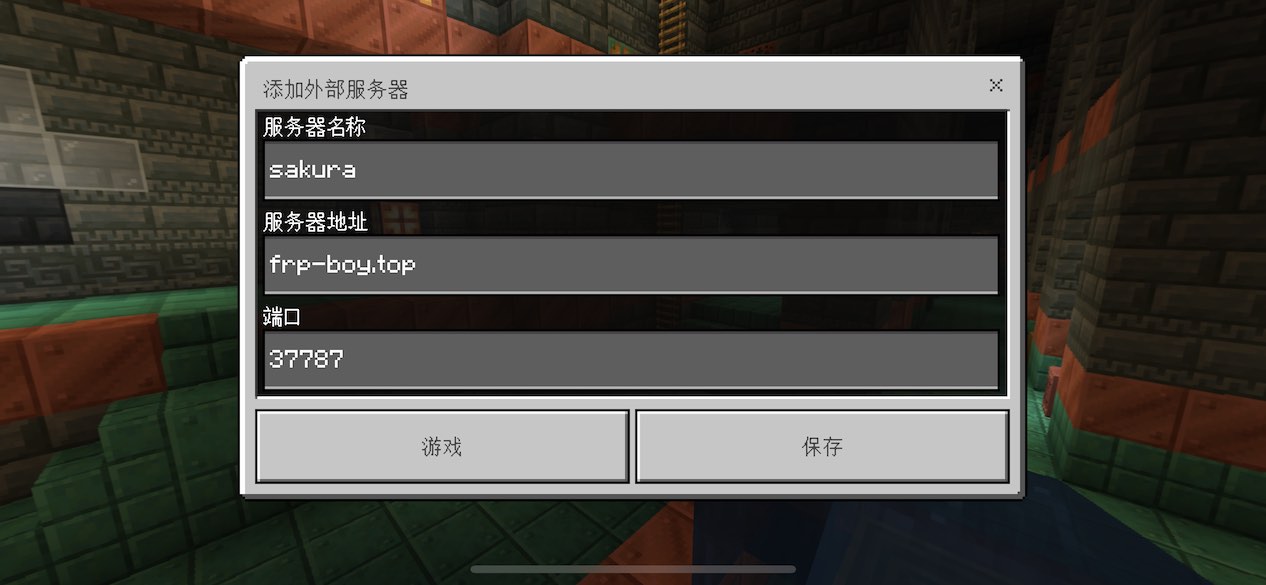 添加外部服务器
服务器名称
sakura
服务器地址
frp-boy.top
端口
37787
游戏
保存